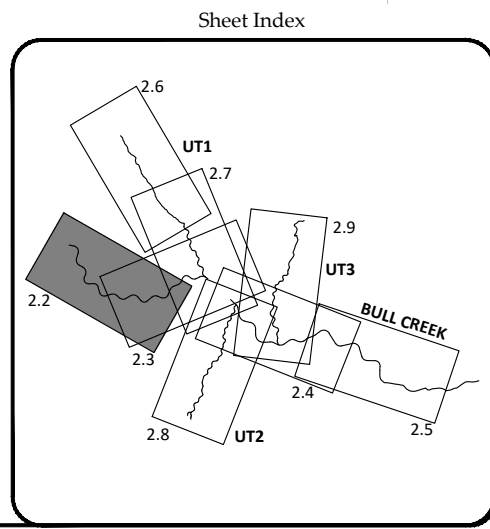 Sheet Index
2.6
UT1
2.7
2.9
UT3
2.2
BULL CREEK
2.3
2.4
2.5
2.8
UT2